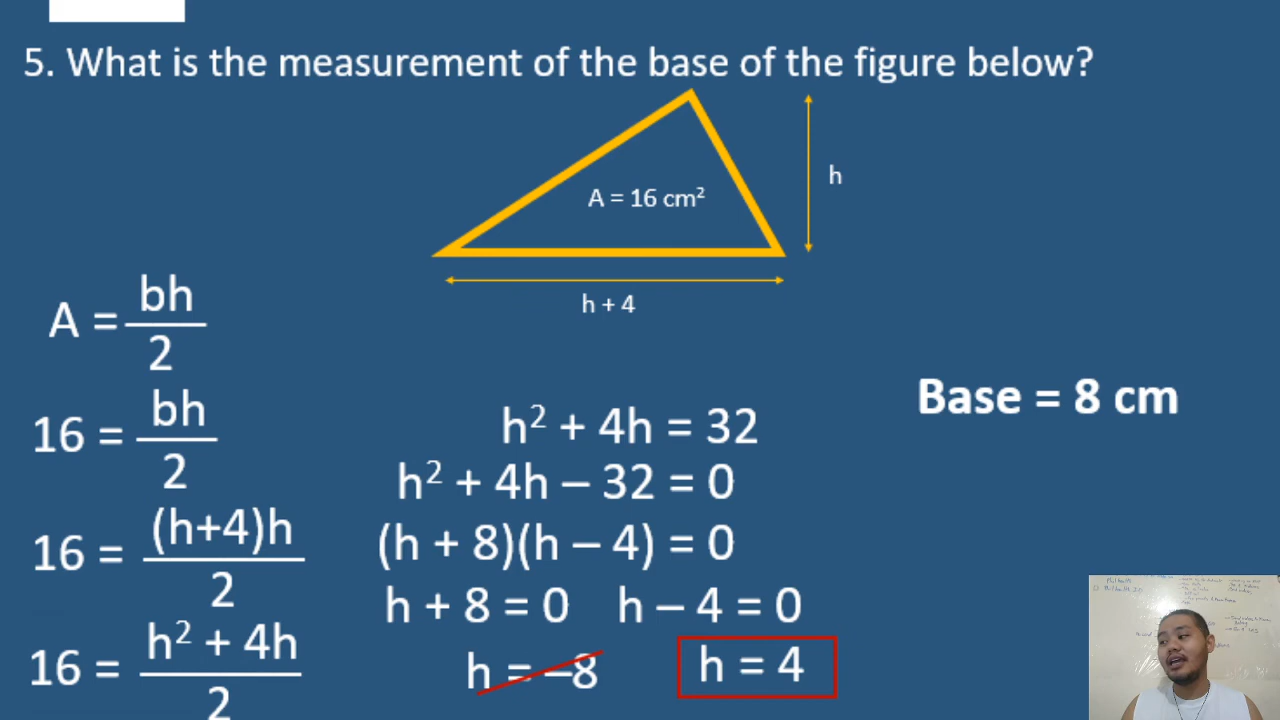 5. What is the measurement of the base of the figure below?
A = 16 cm²
h
h + 4
A = bh/2
16 = bh/2
16 = (h+4)h/2
16 = h² + 4h/2
h² + 4h = 32
h² + 4h – 32 = 0
(h + 8)(h – 4) = 0
h + 8 = 0 h – 4 = 0
h = –8 h = 4
Base = 8 cm